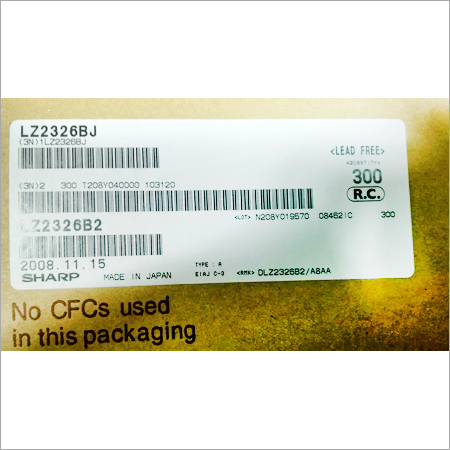 LZ2326BJ
(3N)1LZ2326BJ
<LEAD FREE>
<QUANTITY>
300
R.C.
(3N)2 300 T208Y040000 103120
<LOT> N208Y019570 08462IC 300
LZ2326B2
2008.11.15
TYPE : A
SHARP MADE IN JAPAN EIAJ C-3 <RMK> DLZ2326B2/A8AA
No CFCs used
in this packaging